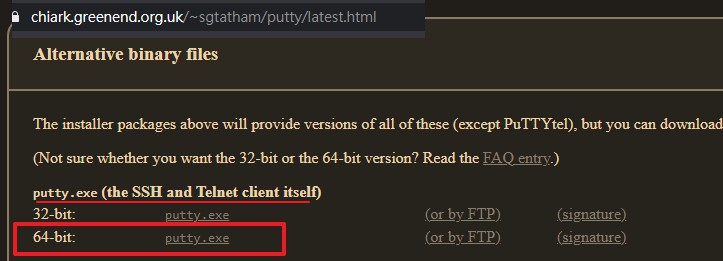 chiark.greenend.org.uk/~sgtatham/putty/latest.html
Alternative binary files
The installer packages above will provide versions of all of these (except PuTTYtel), but you can download
(Not sure whether you want the 32-bit or the 64-bit version? Read the FAQ entry.)
putty.exe (the SSH and Telnet client itself)
32-bit: putty.exe (or by FTP) (signature)
64-bit: putty.exe (or by FTP) (signature)